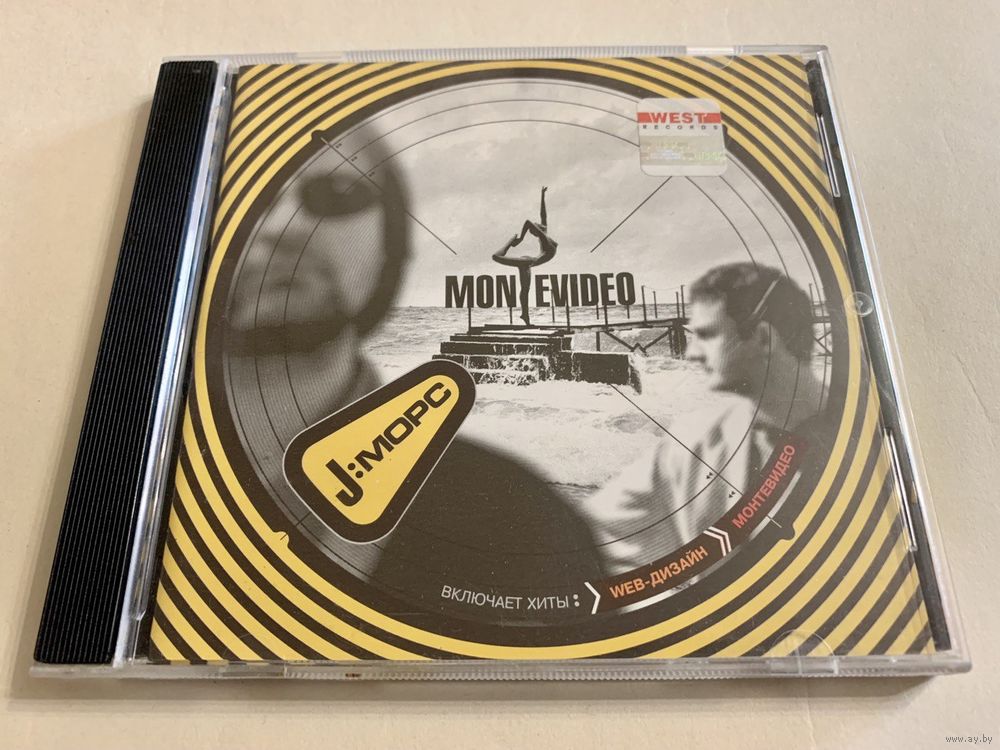 WEST
RECORDS
MONTEVIDEO
J:МОРС
ВКЛЮЧАЕТ ХИТЫ:
WEB-ДИЗАЙН
МОНТЕВИДЕО
www.ay.by